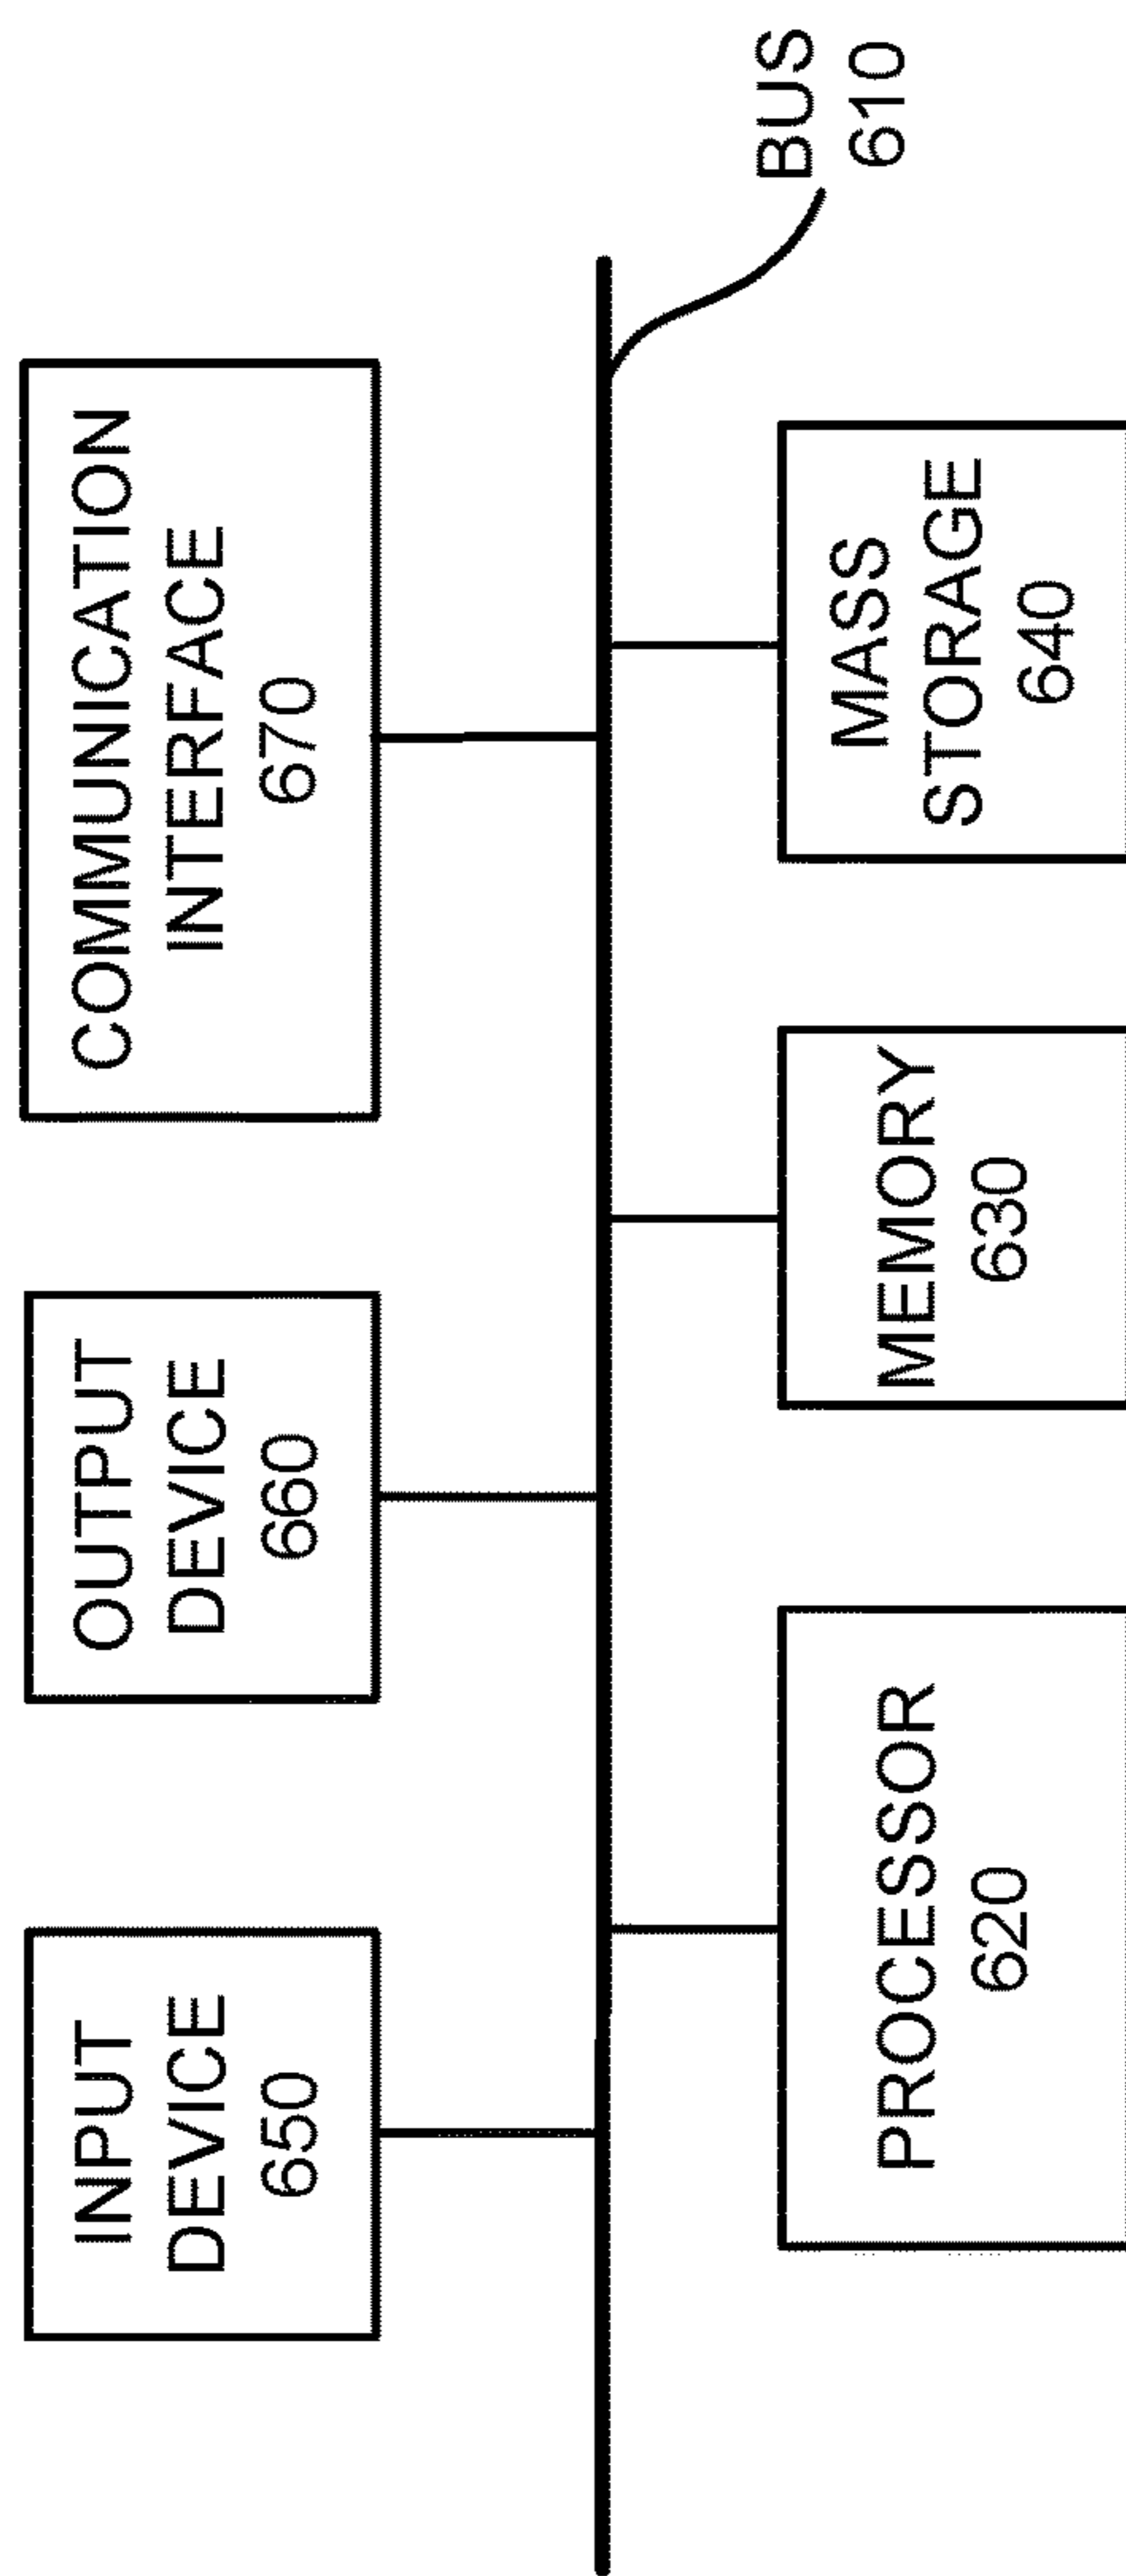 INPUT
DEVICE
650
OUTPUT
DEVICE
660
COMMUNICATION
INTERFACE
670
BUS
610
PROCESSOR
620
MEMORY
630
MASS
STORAGE
640